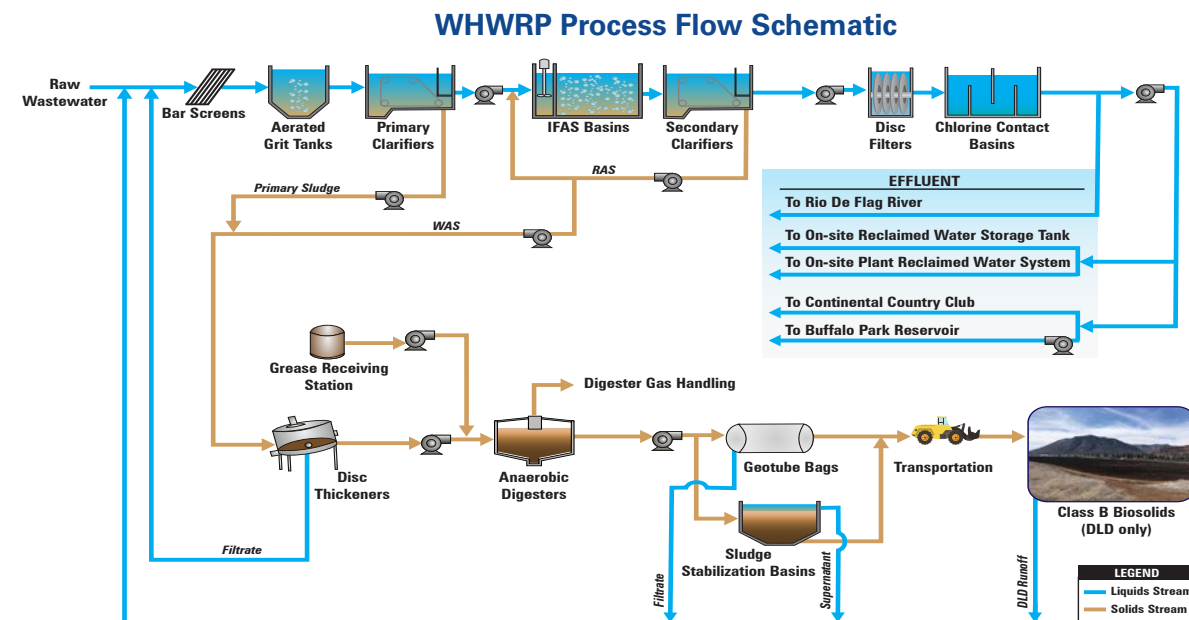 WHWRP Process Flow Schematic
Raw
Wastewater
Bar Screens
Aerated
Grit Tanks
Primary
Clarifiers
IFAS Basins
Secondary
Clarifiers
Disc
Filters
Chlorine Contact
Basins
RAS
Primary Sludge
WAS
EFFLUENT
To Rio De Flag River
To On-site Reclaimed Water Storage Tank
To On-site Plant Reclaimed Water System
To Continental Country Club
To Buffalo Park Reservoir
Grease Receiving
Station
Digester Gas Handling
Disc
Thickeners
Anaerobic
Digesters
Geotube Bags
Transportation
Class B Biosolids
(DLD only)
Sludge
Stabilization Basins
Filtrate
Filtrate
Supernatant
DLD Runoff
LEGEND
Liquids Stream
Solids Stream